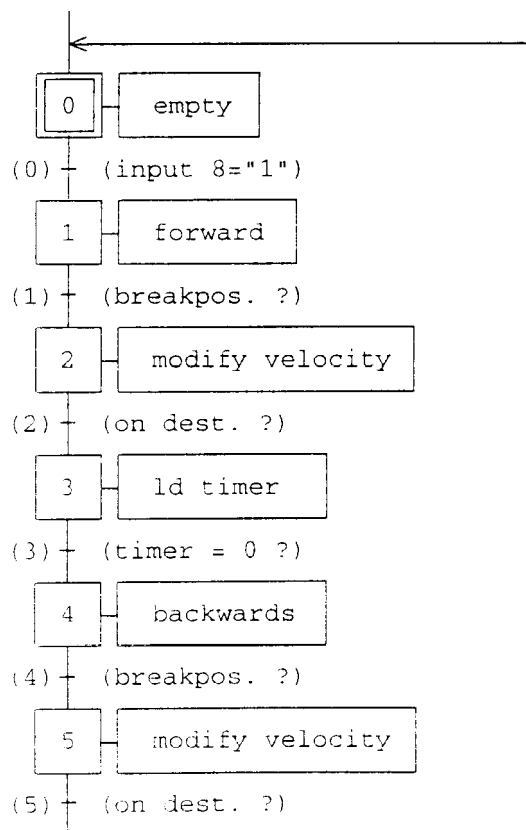 0 empty
(0) (input 8="1")
1 forward
(1) (breakpos. ?)
2 modify velocity
(2) (on dest. ?)
3 ld timer
(3) (timer = 0 ?)
4 backwards
(4) (breakpos. ?)
5 modify velocity
(5) (on dest. ?)